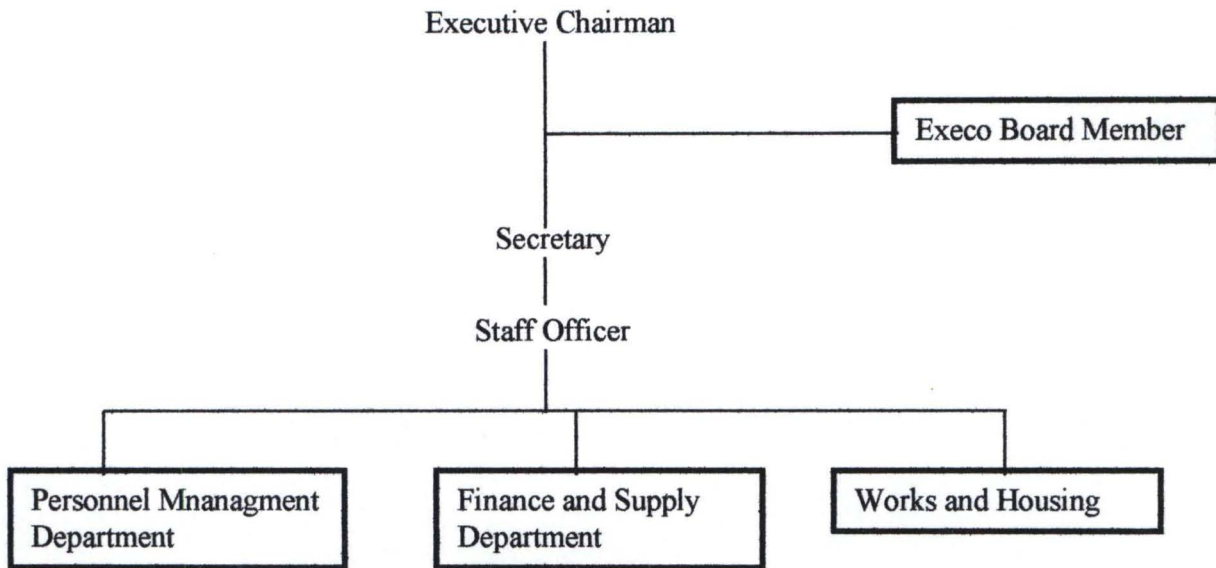 Executive Chairman
Execo Board Member
Secretary
Staff Officer
Personnel Mnanagment
Department
Finance and Supply
Department
Works and Housing